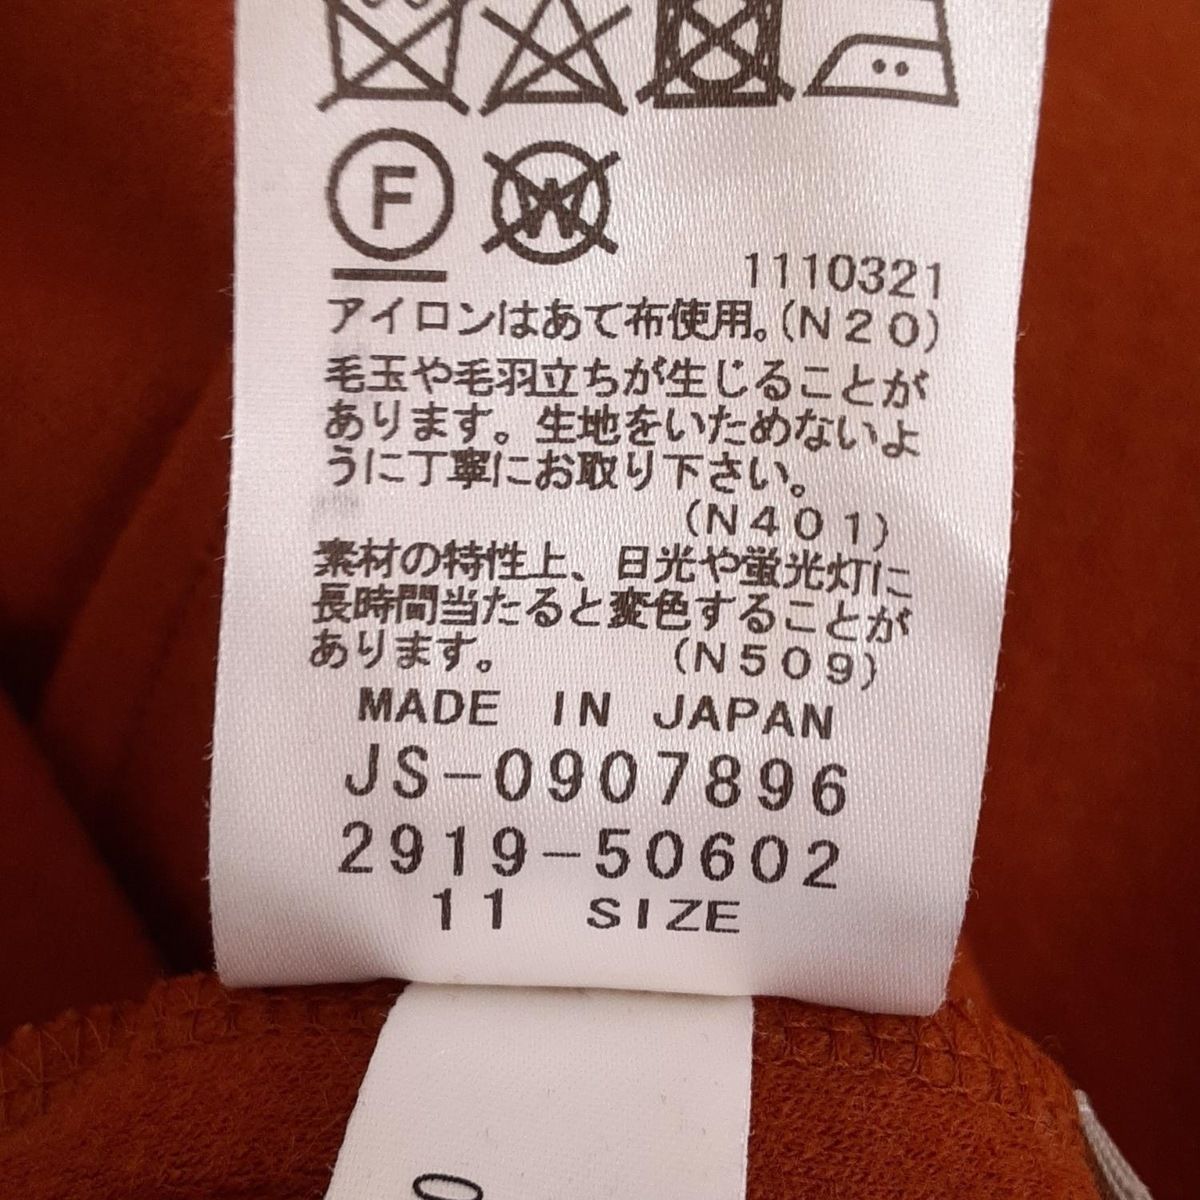 F
W
1110321
アイロンはあて布使用。(N20)
毛玉や毛羽立ちが生じることが
あります。生地をいためないよ
うに丁寧にお取り下さい。
(N401)
素材の特性上、日光や蛍光灯に
長時間当たると変色することが
あります。 (N509)
MADE IN JAPAN
JS-0907896
2919-50602
11 SIZE
0